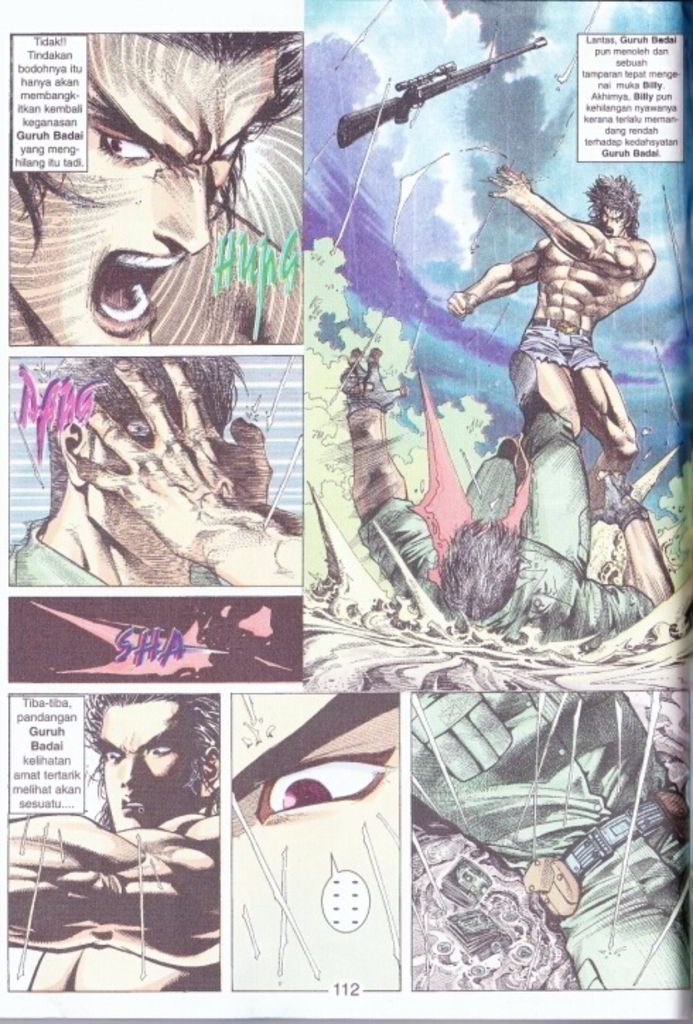 Tidak!!
Tindakan
bodohnya itu
hanya akan
membangk-
itkan kembali
keganasan
Guruh Badai
yang meng-
hilang itu tadi.
HUNG
Lantas, Guruh Badai
pun menoleh dan
sebuah
tamparan tepat menge-
nai muka Billy.
Akhirnya, Billy pun
kehilangan nyawanya
kerana terlalu meman-
dang rendah
terhadap kedahsyatan
Guruh Badai.
PANG
SHA
Tiba-tiba,
pandangan
Guruh
Badai
kelihatan
amat tertarik
melihat akan
sesuatu....
112